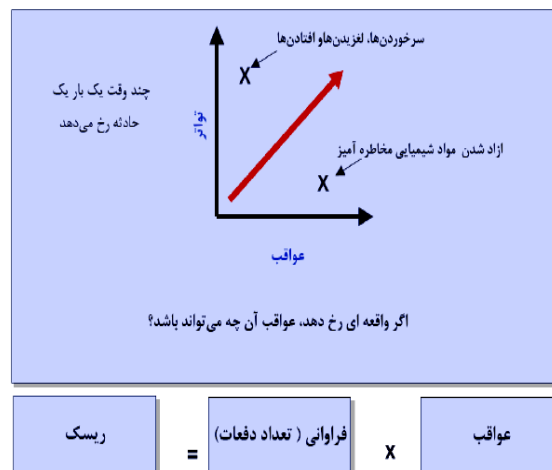 سرخوردن‌ها، لغزیدن‌هاو افتادن‌ها
X
چند وقت یک بار یک
حادثه رخ می‌دهد
تواتر
ازاد شدن مواد شیمیایی مخاطره آمیز
X
عواقب
اگر واقعه ای رخ دهد، عواقب آن چه می‌تواند باشد؟
ریسک = فراوانی ( تعداد دفعات) x عواقب